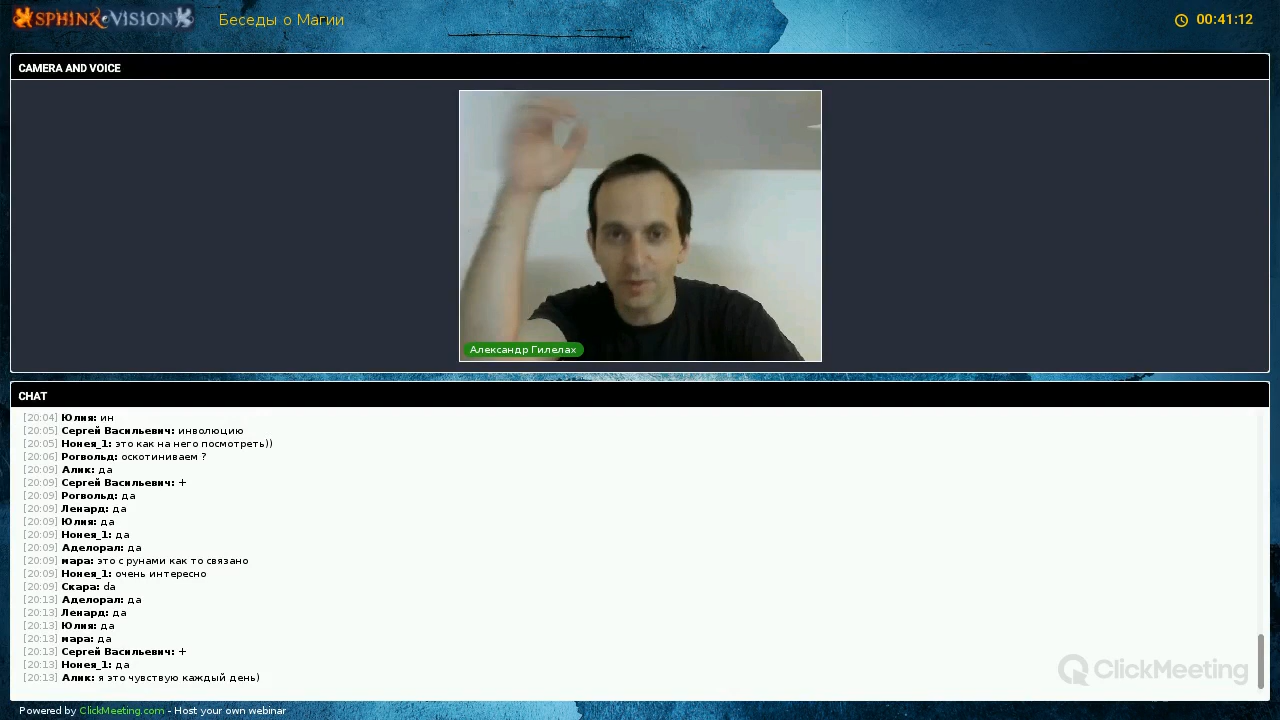 SPHINX VISION
Беседы о Магии
00:41:12
CAMERA AND VOICE
Александр Гилелах
CHAT
[20:04] Юлия: ин
[20:05] Сергей Васильевич: инволюцию
[20:05] Нонея_1: это как на него посмотреть))
[20:06] Рогвольд: оскотиниваем ?
[20:09] Алик: да
[20:09] Сергей Васильевич: +
[20:09] Рогвольд: да
[20:09] Ленард: да
[20:09] Юлия: да
[20:09] Нонея_1: да
[20:09] Аделорал: да
[20:09] мара: это с рунами как то связано
[20:09] Нонея_1: очень интересно
[20:09] Скара: da
[20:13] Аделорал: да
[20:13] Ленард: да
[20:13] Юлия: да
[20:13] мара: да
[20:13] Сергей Васильевич: +
[20:13] Нонея_1: да
[20:13] Алик: я это чувствую каждый день)
ClickMeeting
Powered by ClickMeeting.com - Host your own webinar